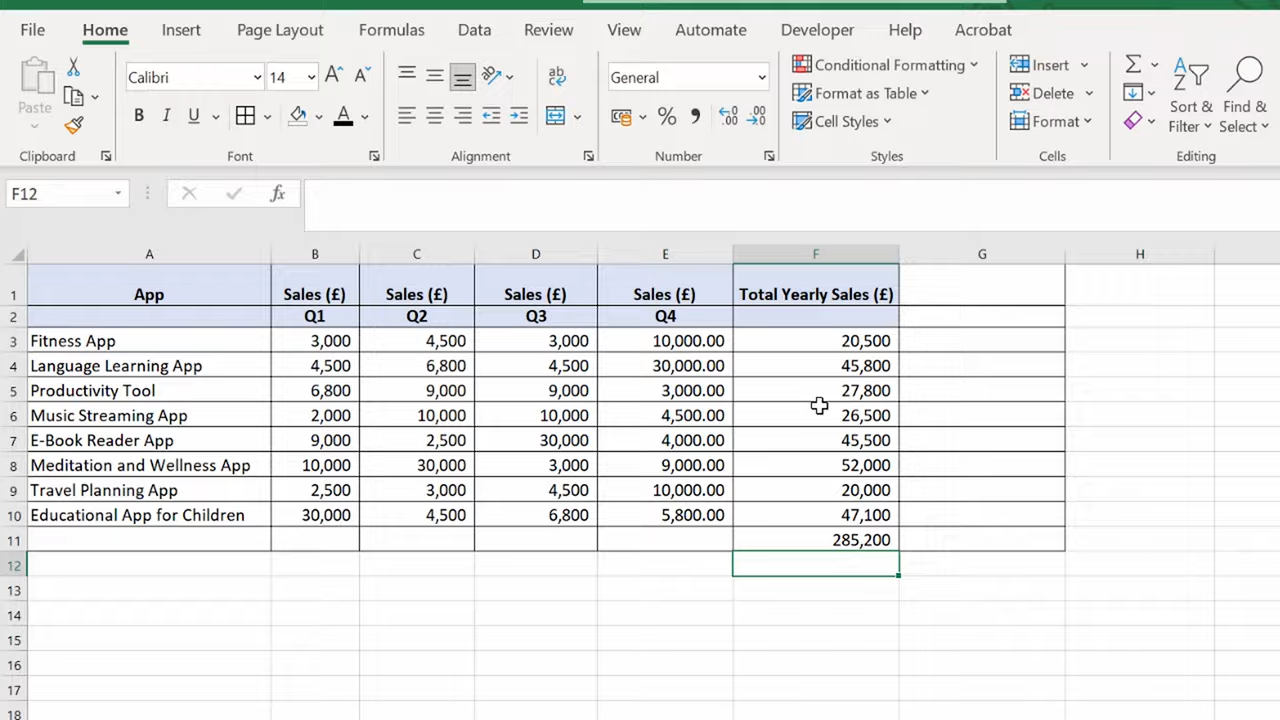 File Home Insert Page Layout Formulas Data Review View Automate Developer Help Acrobat
Calibri 14 A A ab General Conditional Formatting Insert Σ A Z
Paste Format as Table Delete
B I U A % , .00 .00 Cell Styles Format Sort & Filter Find & Select
Clipboard Font Alignment Number Styles Cells Editing
F12 fx
A B C D E F G H
1 App Sales (£) Sales (£) Sales (£) Sales (£) Total Yearly Sales (£)
2 Q1 Q2 Q3 Q4
3 Fitness App 3,000 4,500 3,000 10,000.00 20,500
4 Language Learning App 4,500 6,800 4,500 30,000.00 45,800
5 Productivity Tool 6,800 9,000 9,000 3,000.00 27,800
6 Music Streaming App 2,000 10,000 10,000 4,500.00 26,500
7 E-Book Reader App 9,000 2,500 30,000 4,000.00 45,500
8 Meditation and Wellness App 10,000 30,000 3,000 9,000.00 52,000
9 Travel Planning App 2,500 3,000 4,500 10,000.00 20,000
10 Educational App for Children 30,000 4,500 6,800 5,800.00 47,100
11 285,200
12
13
14
15
16
17
18